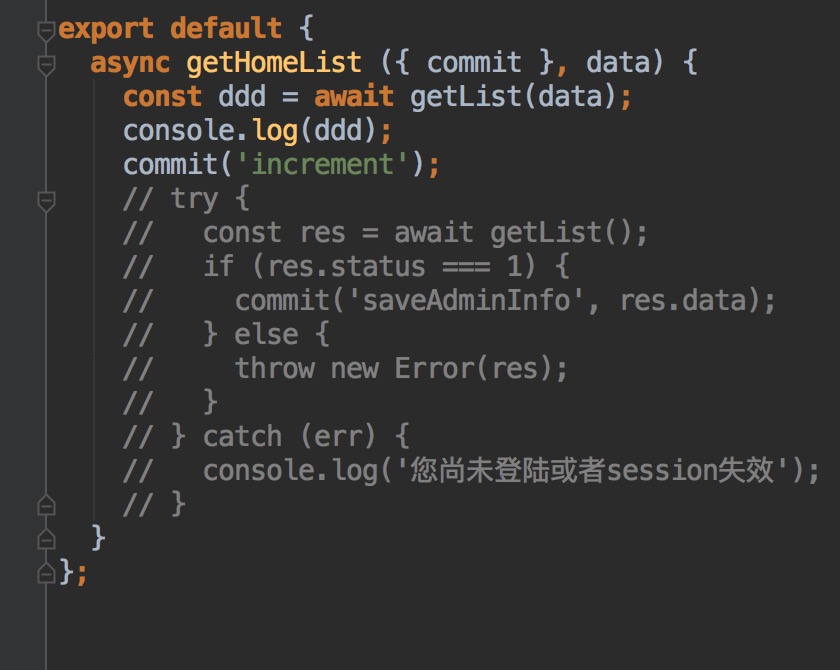 export default {
  async getHomeList ({ commit }, data) {
    const ddd = await getList(data);
    console.log(ddd);
    commit('increment');
    // try {
    //   const res = await getList();
    //   if (res.status === 1) {
    //     commit('saveAdminInfo', res.data);
    //   } else {
    //     throw new Error(res);
    //   }
    // } catch (err) {
    //   console.log('您尚未登陆或者session失效');
    // }
  }
};